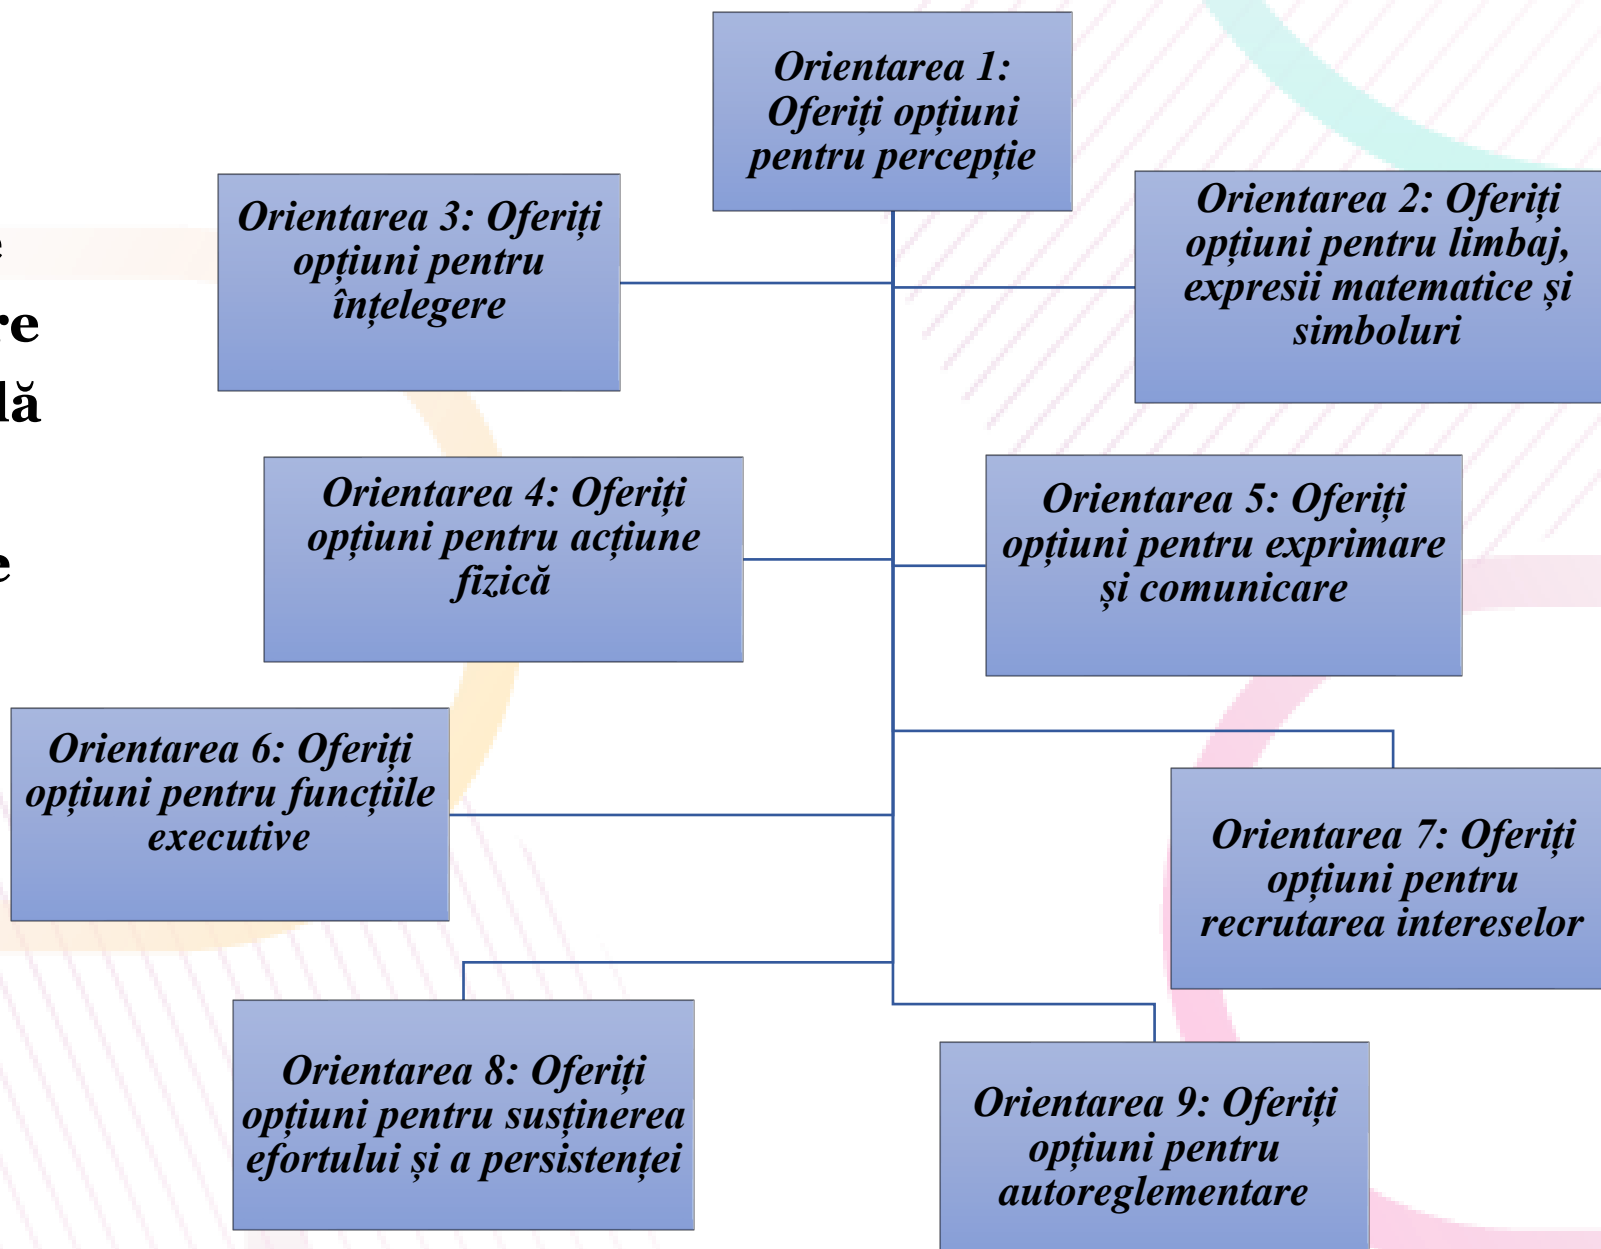 Orientarea 1:
Oferiți opțiuni
pentru percepție
Orientarea 2: Oferiți
opțiuni pentru limbaj,
expresii matematice și
simboluri
Orientarea 3: Oferiți
opțiuni pentru
înțelegere
Orientarea 4: Oferiți
opțiuni pentru acțiune
fizică
Orientarea 5: Oferiți
opțiuni pentru exprimare
și comunicare
Orientarea 6: Oferiți
opțiuni pentru funcțiile
executive
Orientarea 7: Oferiți
opțiuni pentru
recrutarea intereselor
Orientarea 8: Oferiți
opțiuni pentru susținerea
efortului și a persistenței
Orientarea 9: Oferiți
opțiuni pentru
autoreglementare